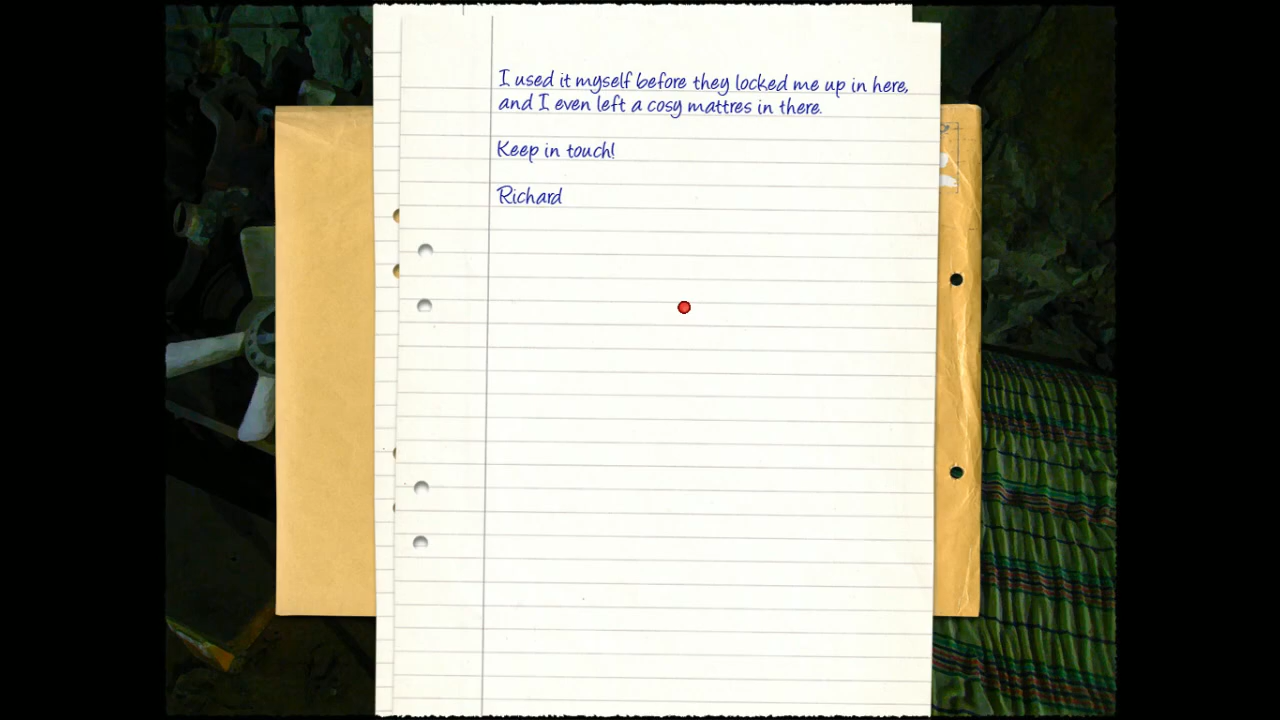 I used it myself before they locked me up in here,
and I even left a cosy mattres in there.
Keep in touch!
Richard